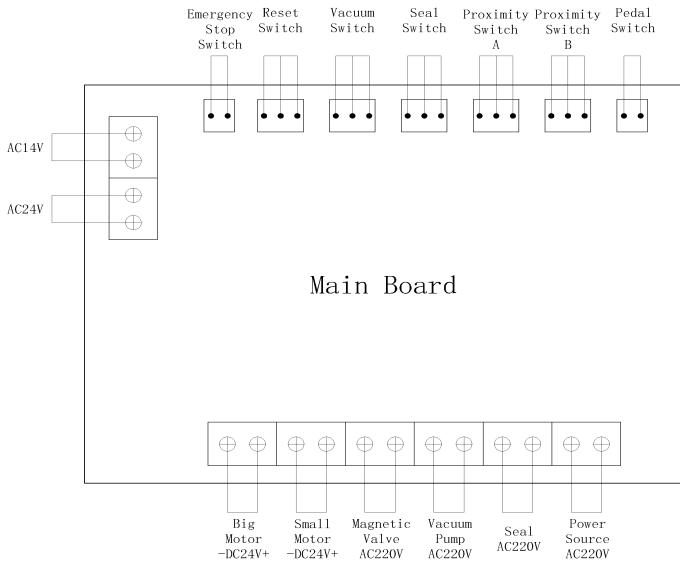 Emergency
Stop
Switch
Reset
Switch
Vacuum
Switch
Seal
Switch
Proximity
Switch
A
Proximity
Switch
B
Pedal
Switch
AC14V
AC24V
Main Board
Big
Motor
-DC24V+
Small
Motor
-DC24V+
Magnetic
Valve
AC220V
Vacuum
Pump
AC220V
Seal
AC220V
Power
Source
AC220V